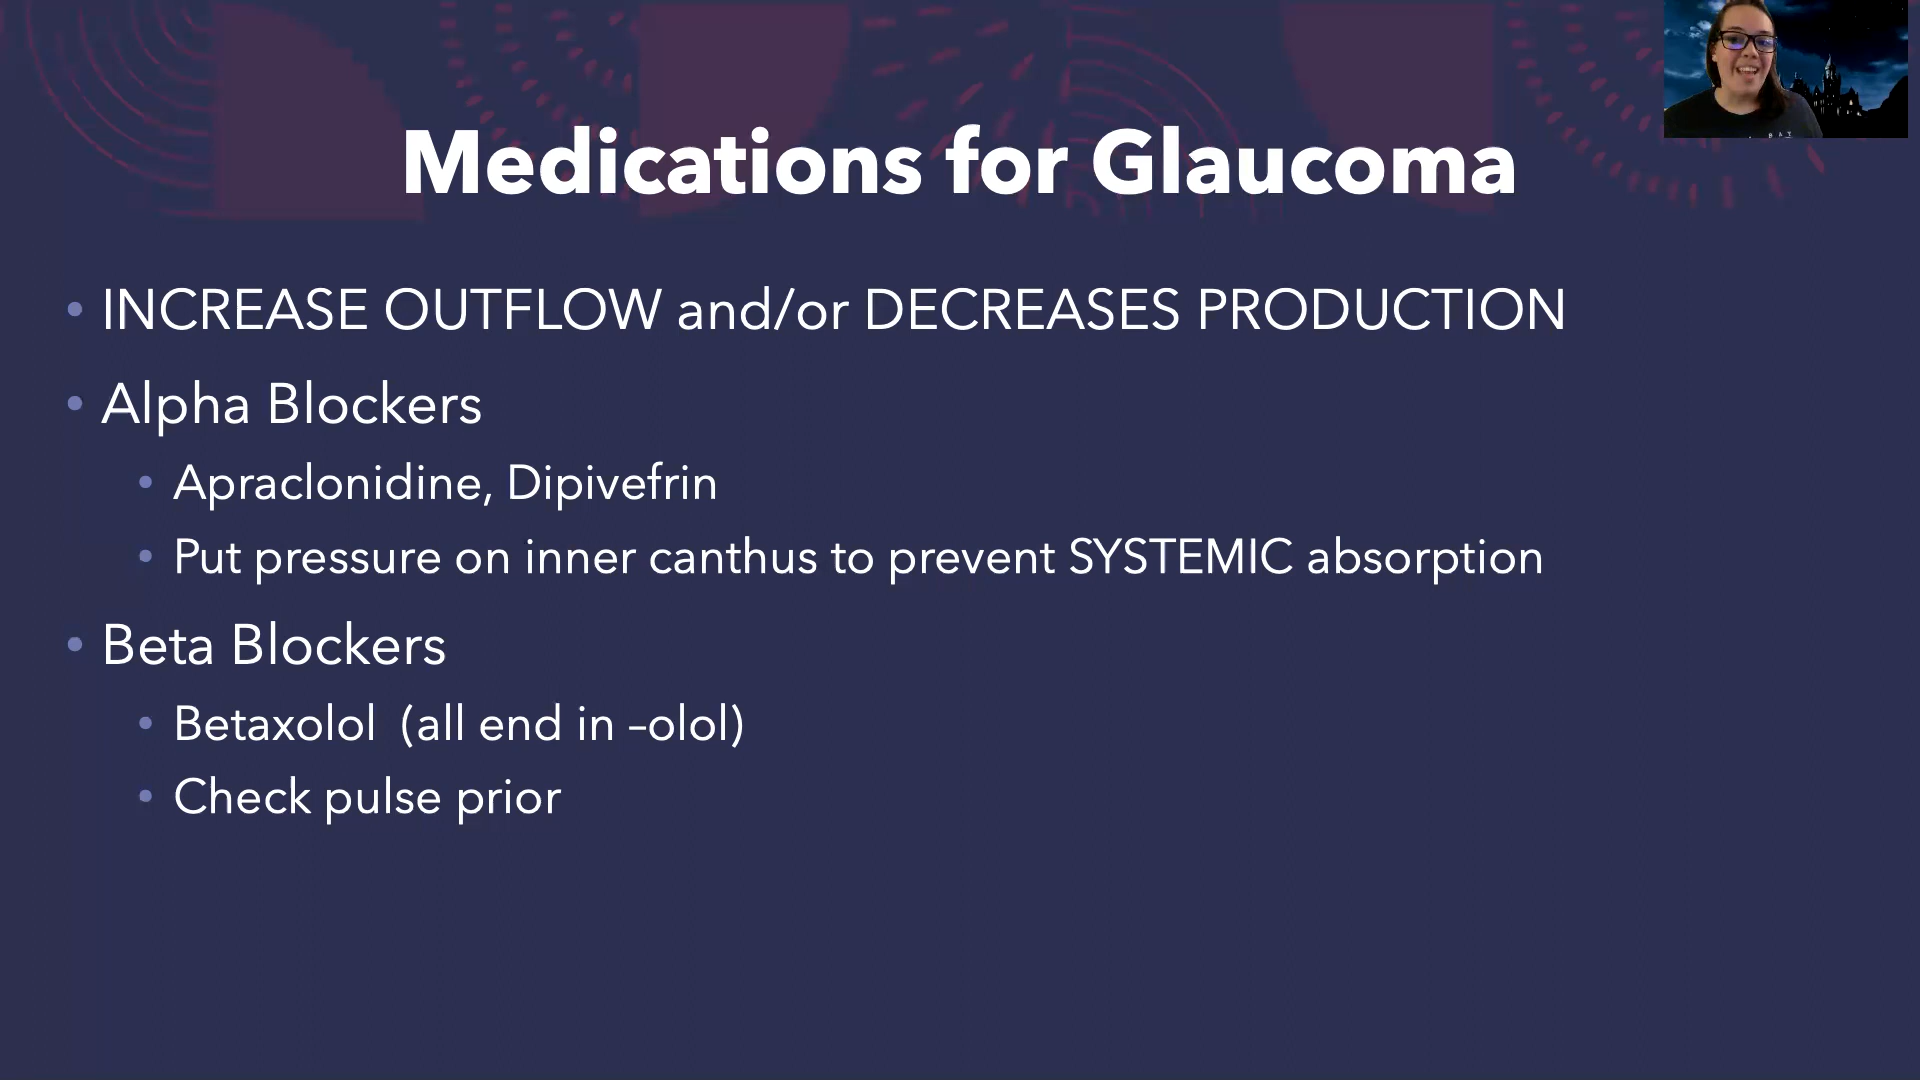 Medications for Glaucoma
• INCREASE OUTFLOW and/or DECREASES PRODUCTION
• Alpha Blockers
• Apraclonidine, Dipivefrin
• Put pressure on inner canthus to prevent SYSTEMIC absorption
• Beta Blockers
• Betaxolol (all end in –olol)
• Check pulse prior